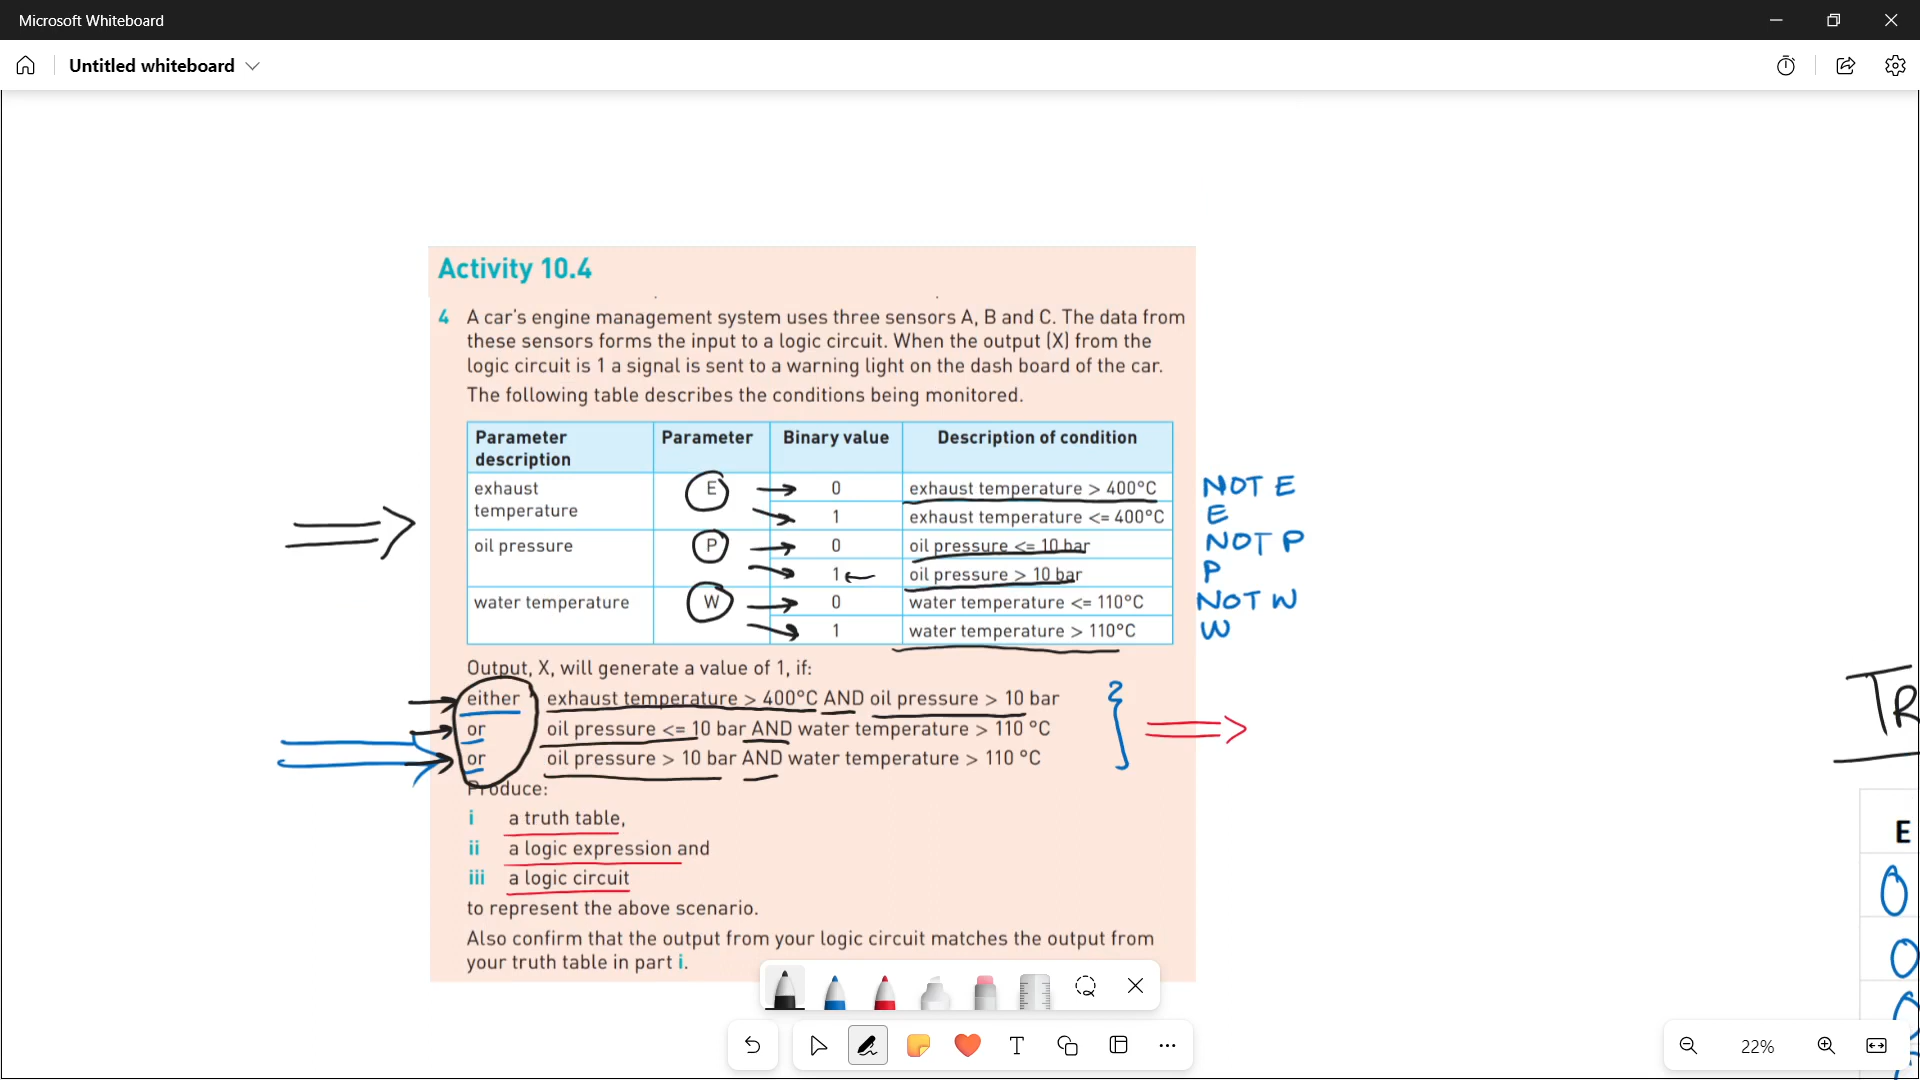 Microsoft Whiteboard
Untitled whiteboard
Activity 10.4
4 A car's engine management system uses three sensors A, B and C. The data from
these sensors forms the input to a logic circuit. When the output (X) from the
logic circuit is 1 a signal is sent to a warning light on the dash board of the car.
The following table describes the conditions being monitored.
Parameter description Parameter Binary value Description of condition
exhaust temperature E 0 exhaust temperature > 400°C NOT E
1 exhaust temperature <= 400°C E
oil pressure P 0 oil pressure <= 10 bar NOT P
1 oil pressure > 10 bar P
water temperature W 0 water temperature <= 110°C NOT W
1 water temperature > 110°C W
Output, X, will generate a value of 1, if:
either exhaust temperature > 400°C AND oil pressure > 10 bar
or oil pressure <= 10 bar AND water temperature > 110 °C
or oil pressure > 10 bar AND water temperature > 110 °C
Produce:
i a truth table,
ii a logic expression and
iii a logic circuit
to represent the above scenario.
Also confirm that the output from your logic circuit matches the output from
your truth table in part i.
TR
E
0
0
22%